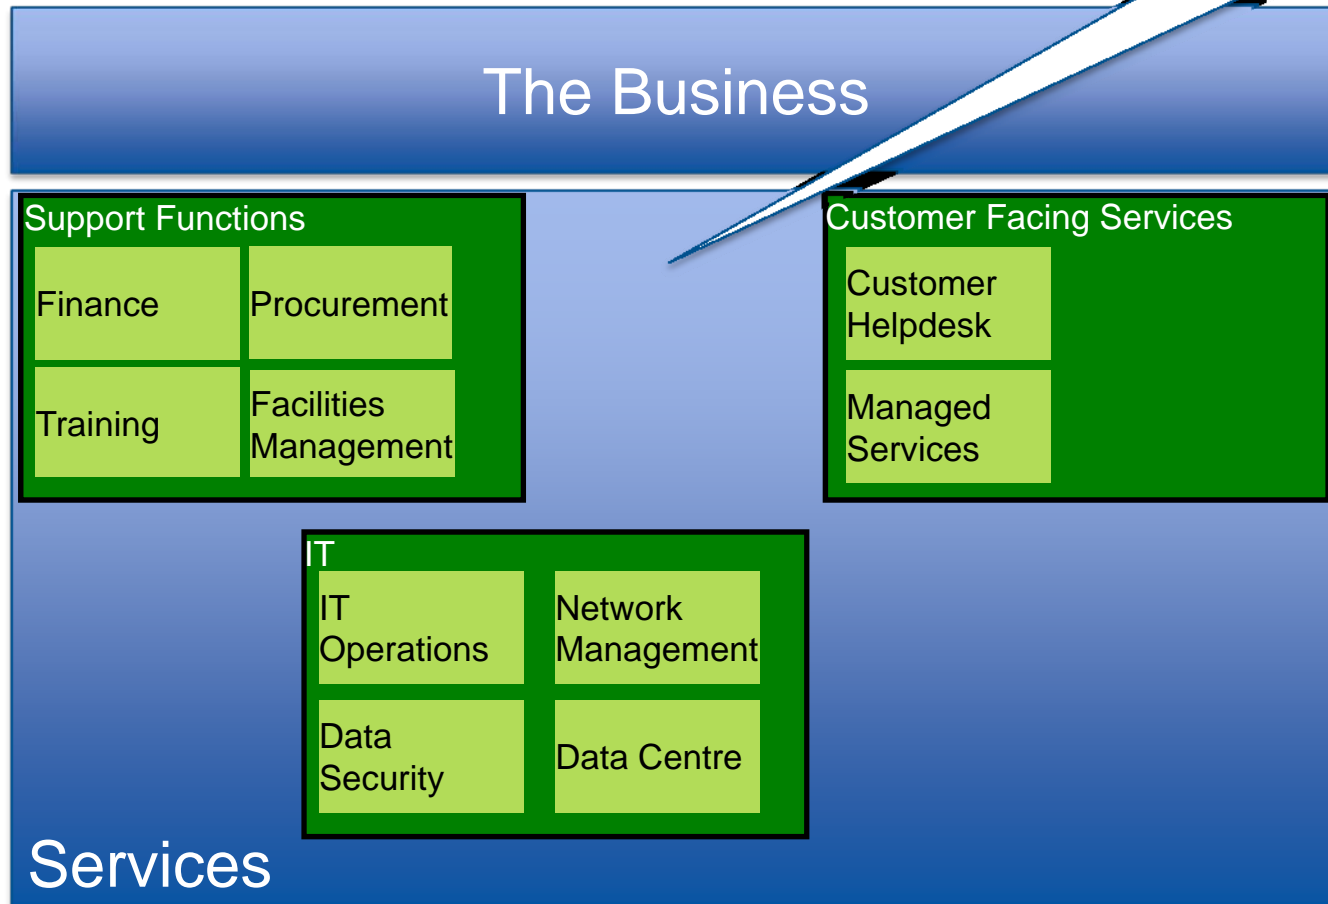 The Business
Support Functions
Finance
Procurement
Training
Facilities
Management
Customer Facing Services
Customer
Helpdesk
Managed
Services
IT
IT
Operations
Network
Management
Data
Security
Data Centre
Services